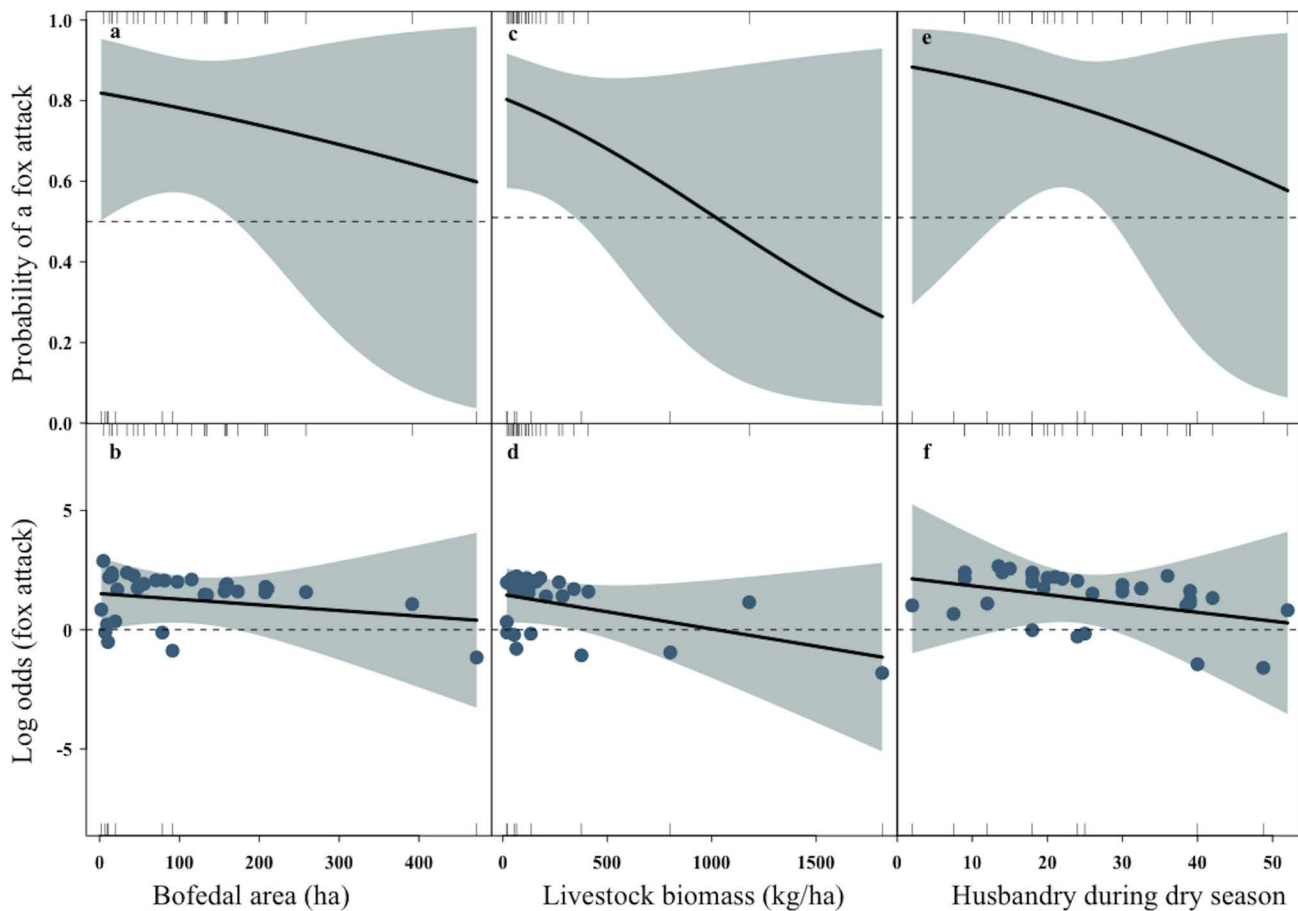 Probability of a fox attack
1.0
0.8
0.6
0.4
0.2
0.0
a
c
e
Log odds (fox attack)
5
0
-5
b
d
f
0 100 200 300 400
0 500 1000 1500
0 10 20 30 40 50
Bofedal area (ha)
Livestock biomass (kg/ha)
Husbandry during dry season